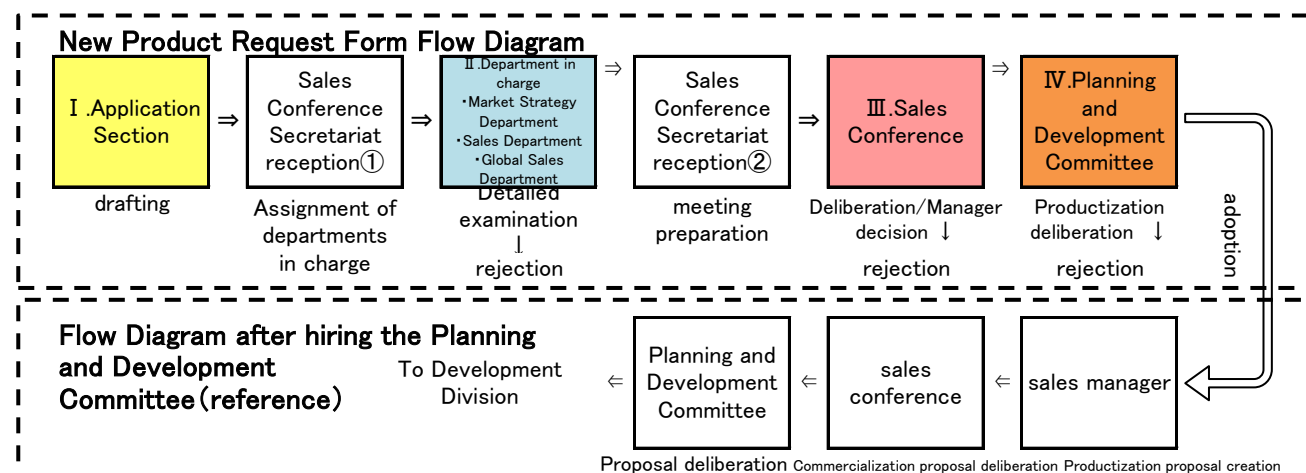 New Product Request Form Flow Diagram
Ⅰ.Application
Section
⇒
Sales
Conference
Secretariat
reception①
⇒
Ⅱ.Department in
charge
・Market Strategy
Department
・Sales Department
・Global Sales
Department
⇒
Sales
Conference
Secretariat
reception②
⇒
Ⅲ.Sales
Conference
⇒
Ⅳ.Planning
and
Development
Committee
drafting
Assignment of
departments
in charge
Detailed
examination
↓
rejection
meeting
preparation
Deliberation/Manager
decision ↓
rejection
Productization
deliberation ↓
rejection
adoption
Flow Diagram after hiring the Planning
and Development
Committee(reference)
To Development
Division
⇐
Planning and
Development
Committee
⇐
sales
conference
⇐
sales manager
Proposal deliberation
Commercialization proposal deliberation
Productization proposal creation